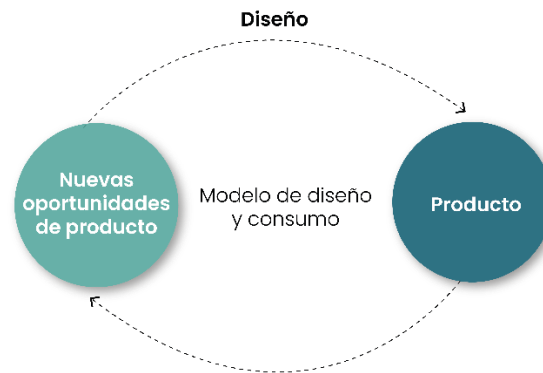 Diseño
Nuevas
oportunidades
de producto
Modelo de diseño
y consumo
Producto